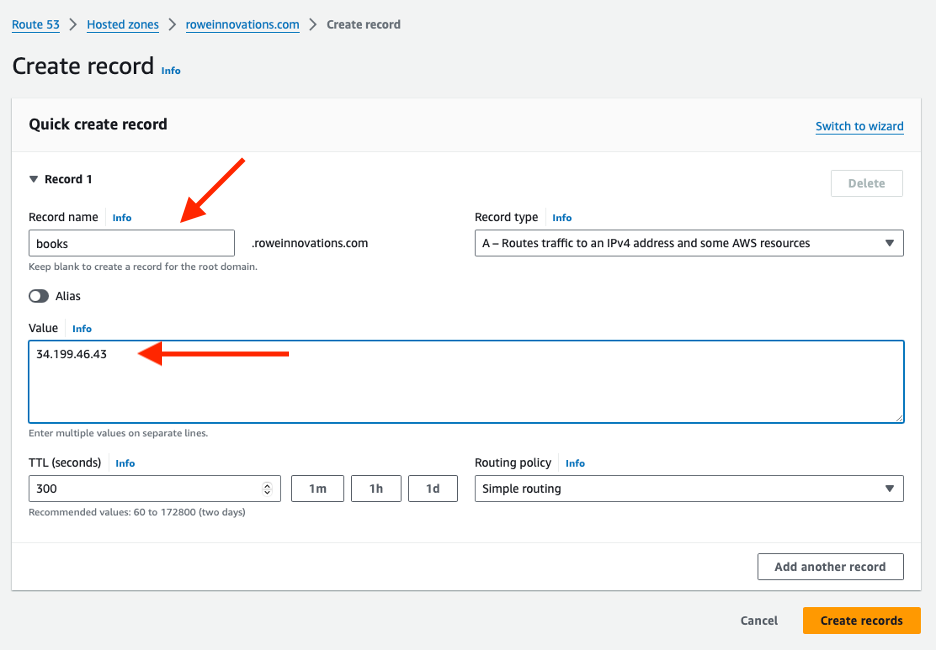 Route 53 > Hosted zones > roweinnovations.com > Create record
Create record Info
Quick create record
Switch to wizard
Record 1
Delete
Record name Info
books .roweinnovations.com
Keep blank to create a record for the root domain.
Record type Info
A – Routes traffic to an IPv4 address and some AWS resources
Alias
Value Info
34.199.46.43
Enter multiple values on separate lines.
TTL (seconds) Info
300 1m 1h 1d
Recommended values: 60 to 172800 (two days)
Routing policy Info
Simple routing
Add another record
Cancel Create records